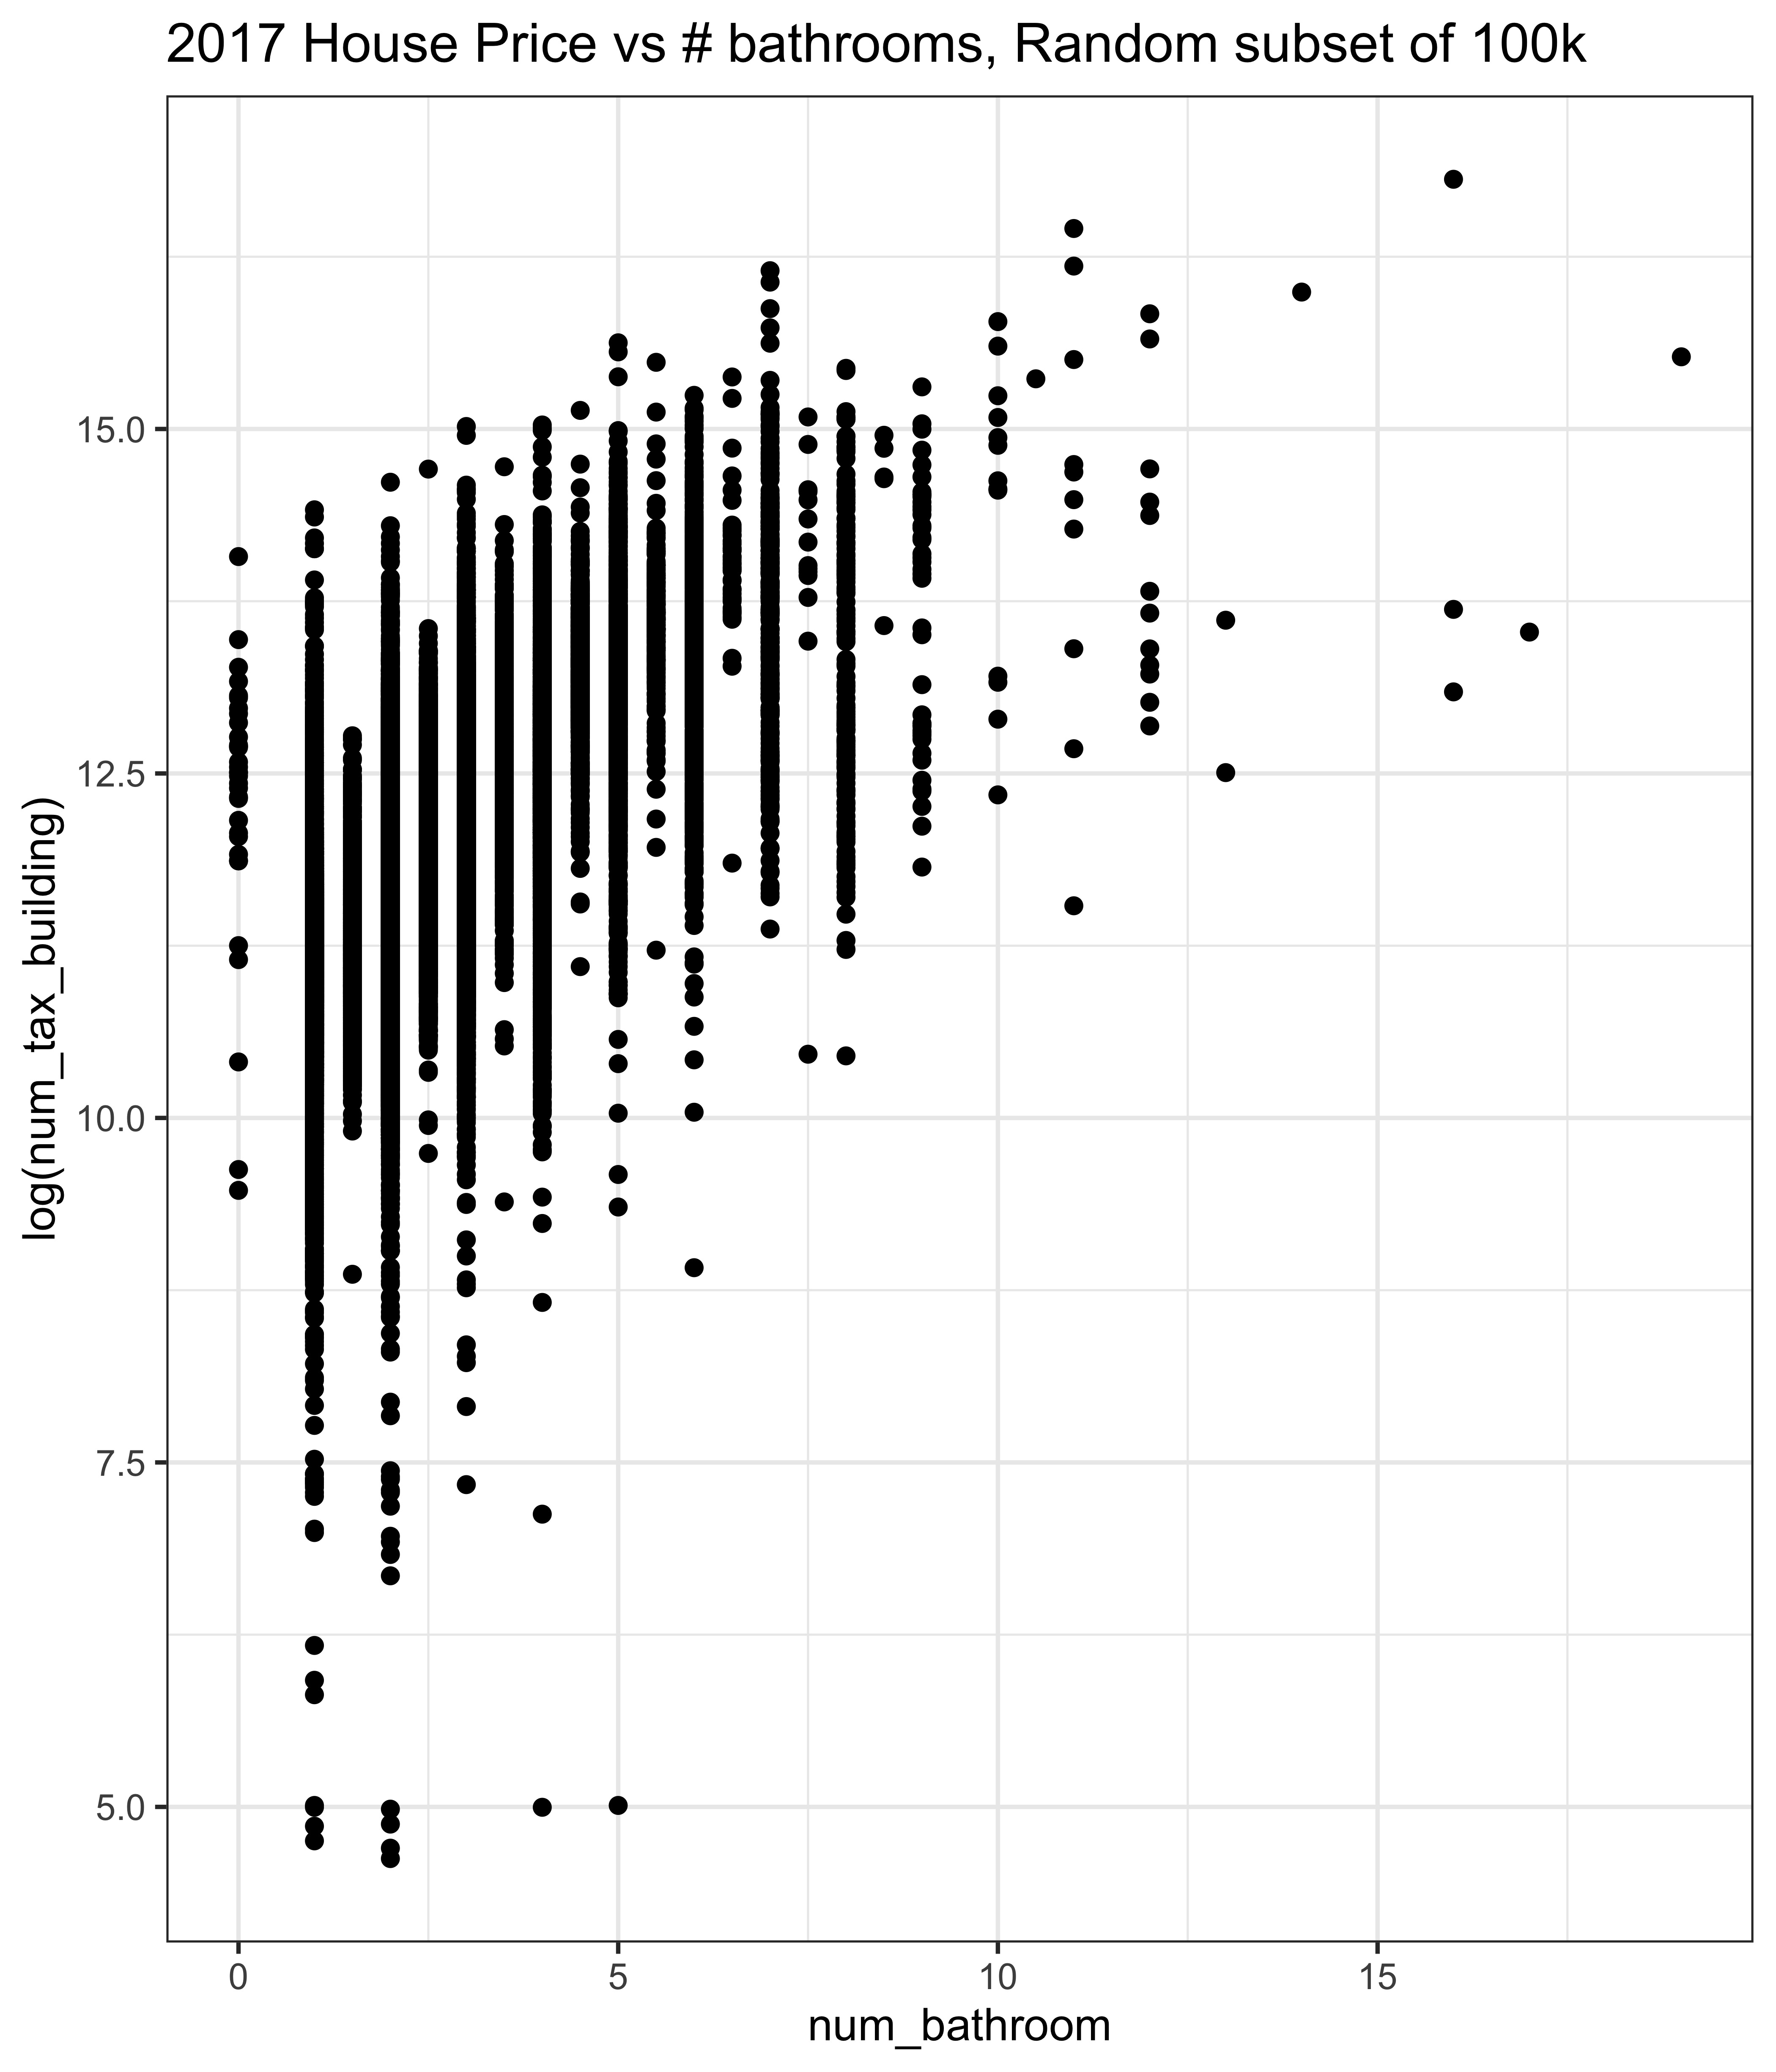 2017 House Price vs # bathrooms, Random subset of 100k
15.0
12.5
10.0
7.5
5.0
log(num_tax_building)
0 5 10 15
num_bathroom